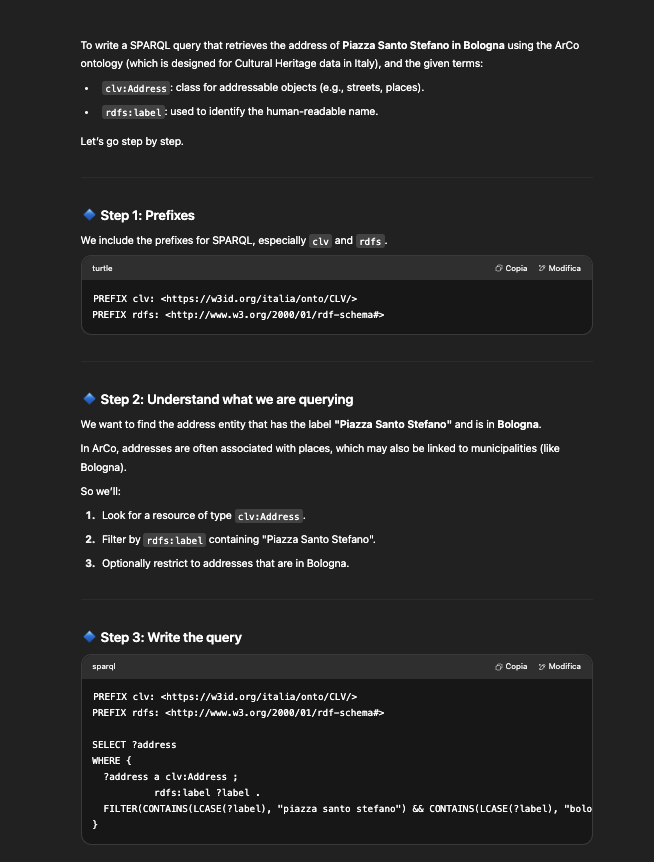 To write a SPARQL query that retrieves the address of Piazza Santo Stefano in Bologna using the ArCo
ontology (which is designed for Cultural Heritage data in Italy), and the given terms:
• clv:Address: class for addressable objects (e.g., streets, places).
• rdfs:label: used to identify the human-readable name.
Let's go step by step.
🔷 Step 1: Prefixes
We include the prefixes for SPARQL, especially clv and rdfs.
turtle Copia Modifica
PREFIX clv: <https://w3id.org/italia/onto/CLV/>
PREFIX rdfs: <http://www.w3.org/2000/01/rdf-schema#>
🔷 Step 2: Understand what we are querying
We want to find the address entity that has the label "Piazza Santo Stefano" and is in Bologna.
In ArCo, addresses are often associated with places, which may also be linked to municipalities (like
Bologna).
So we'll:
1. Look for a resource of type clv:Address.
2. Filter by rdfs:label containing "Piazza Santo Stefano".
3. Optionally restrict to addresses that are in Bologna.
🔷 Step 3: Write the query
sparql Copia Modifica
PREFIX clv: <https://w3id.org/italia/onto/CLV/>
PREFIX rdfs: <http://www.w3.org/2000/01/rdf-schema#>
SELECT ?address
WHERE {
?address a clv:Address ;
rdfs:label ?label .
FILTER(CONTAINS(LCASE(?label), "piazza santo stefano") && CONTAINS(LCASE(?label), "bolo
}